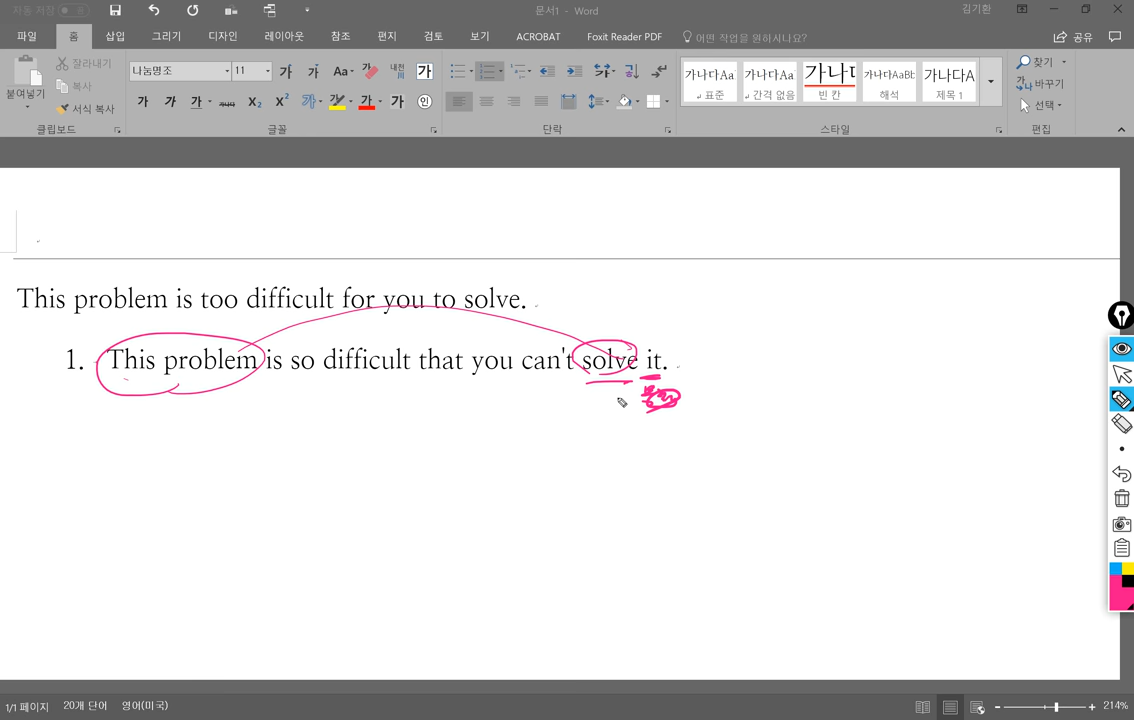 자동 저장
문서1 - Word
김기환
파일 홈 삽입 그리기 디자인 레이아웃 참조 편지 검토 보기 ACROBAT Foxit Reader PDF 어떤 작업을 원하시나요? 공유
붙여넣기
잘라내기
복사
서식 복사
클립보드
나눔명조 11
글꼴
단락
가나다Aa 표준
가나다Aa 간격 없음
빈 칸
가나다AaBb 해석
가나다A 제목 1
스타일
찾기
바꾸기
선택
편집
This problem is too difficult for you to solve.
1. This problem is so difficult that you can't solve it.
1/1 페이지 20개 단어 영어(미국) 214%